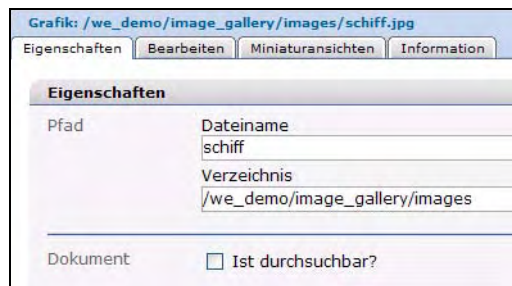 Grafik: /we_demo/image_gallery/images/schiff.jpg
Eigenschaften Bearbeiten Miniaturansichten Information
Eigenschaften
Pfad Dateiname
schiff
Verzeichnis
/we_demo/image_gallery/images
Dokument Ist durchsuchbar?